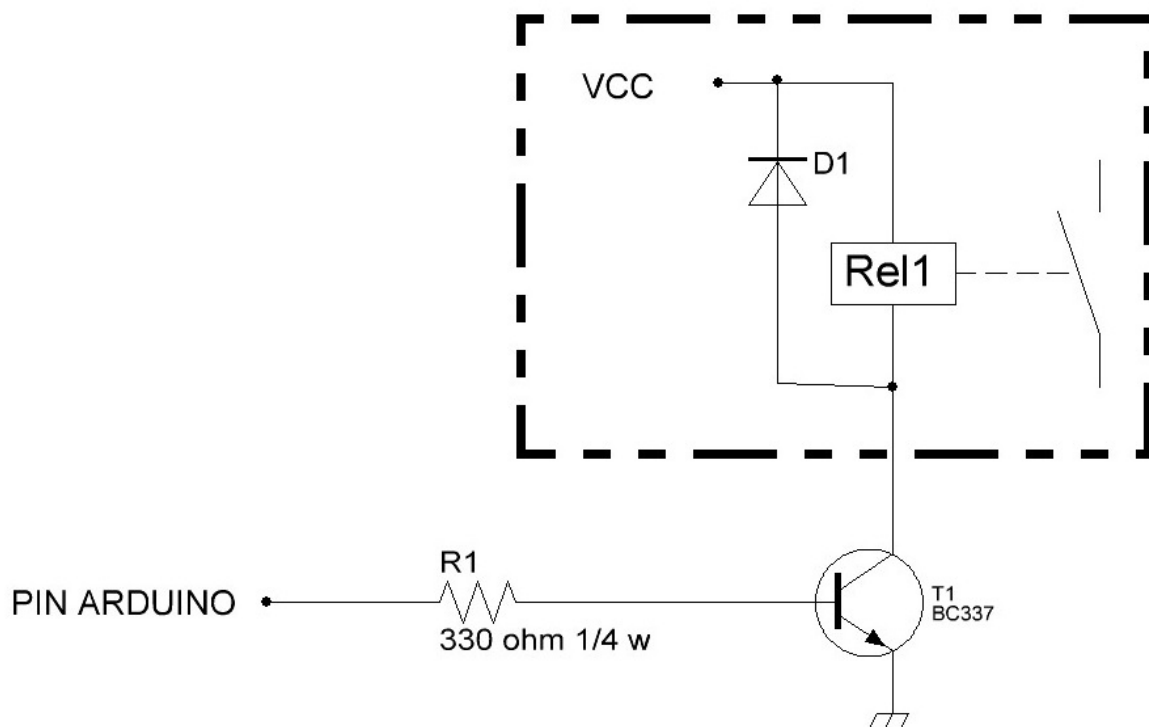 VCC
D1
Rel1
R1
PIN ARDUINO
330 ohm 1/4 w
T1
BC337